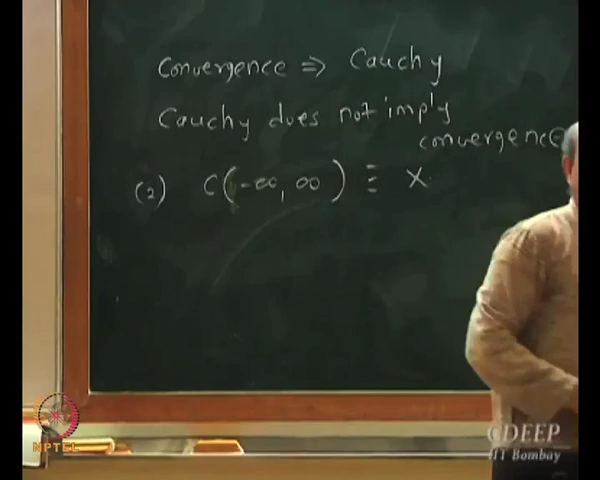 Convergence ⇒ Cauchy
Cauchy does not imply
convergence
(2) C(-∞, ∞) ≡ X
NPTEL
CDEEP
IIT Bombay